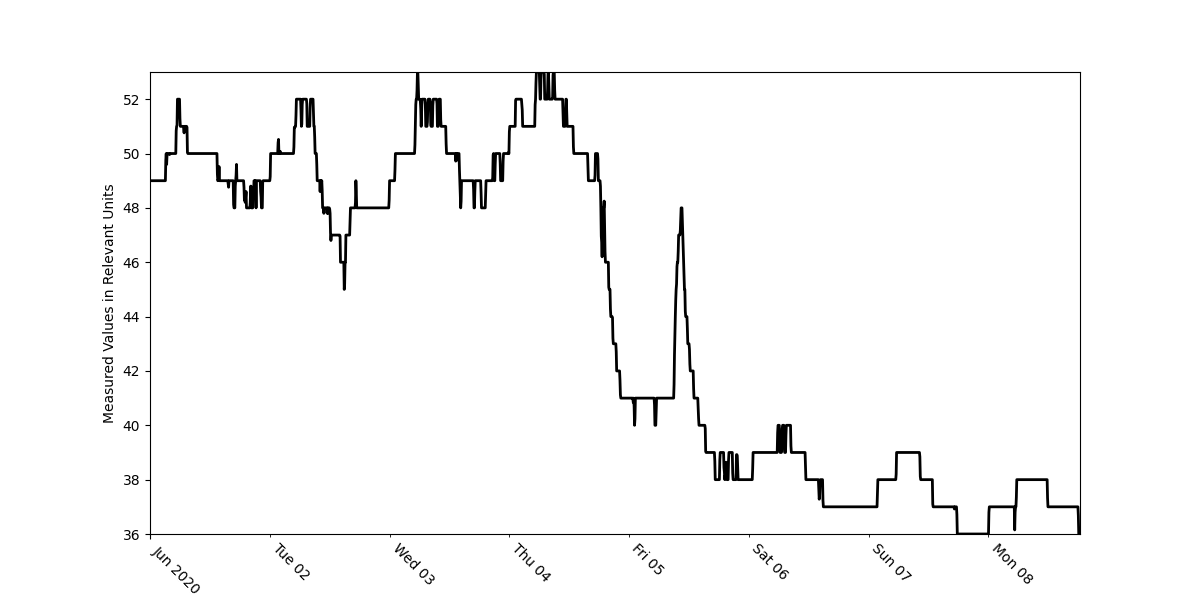 52
50
48
46
44
42
40
38
36
Measured Values in Relevant Units
Jun 2020
Tue 02
Wed 03
Thu 04
Fri 05
Sat 06
Sun 07
Mon 08